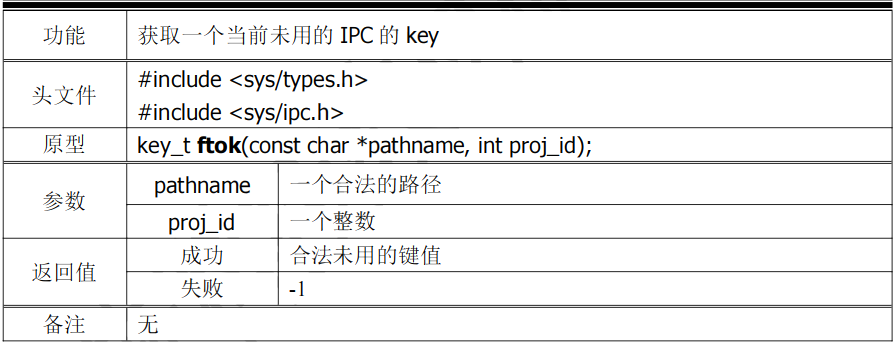 功能 获取一个当前未用的 IPC 的 key
头文件 #include <sys/types.h>
#include <sys/ipc.h>
原型 key_t ftok(const char *pathname, int proj_id);
参数 pathname 一个合法的路径
proj_id 一个整数
返回值 成功 合法未用的键值
失败 -1
备注 无